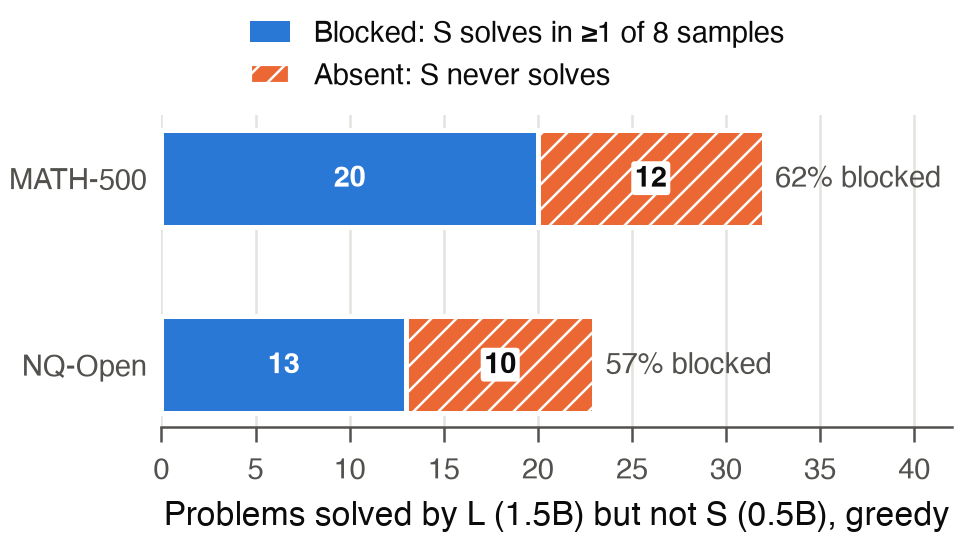 Blocked: S solves in ≥1 of 8 samples
Absent: S never solves
MATH-500
20
12
62% blocked
NQ-Open
13
10
57% blocked
0 5 10 15 20 25 30 35 40
Problems solved by L (1.5B) but not S (0.5B), greedy